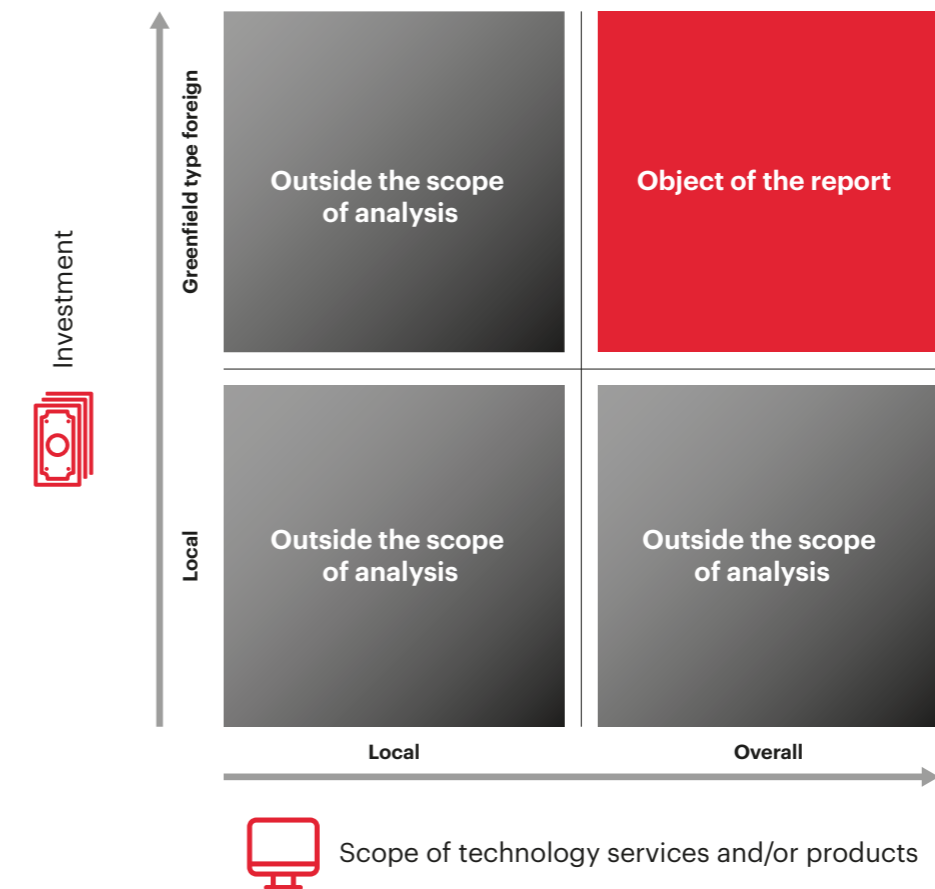 Investment
Greenfield type foreign
Outside the scope
of analysis
Object of the report
Local
Outside the scope
of analysis
Outside the scope
of analysis
Local
Overall
Scope of technology services and/or products